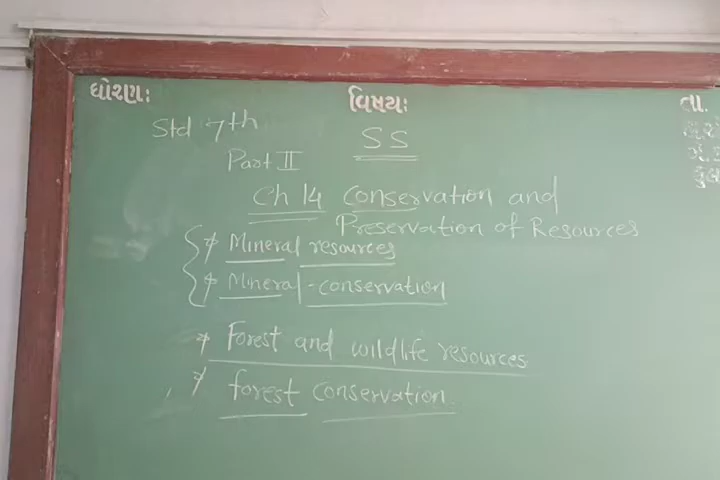 ધોરણ: વિષય: તા.
Std 7th SS
Part II
Ch 14 Conservation and
Preservation of Resources
* Mineral resources
* Mineral-conservation
* Forest and wildlife resources
* forest conservation.